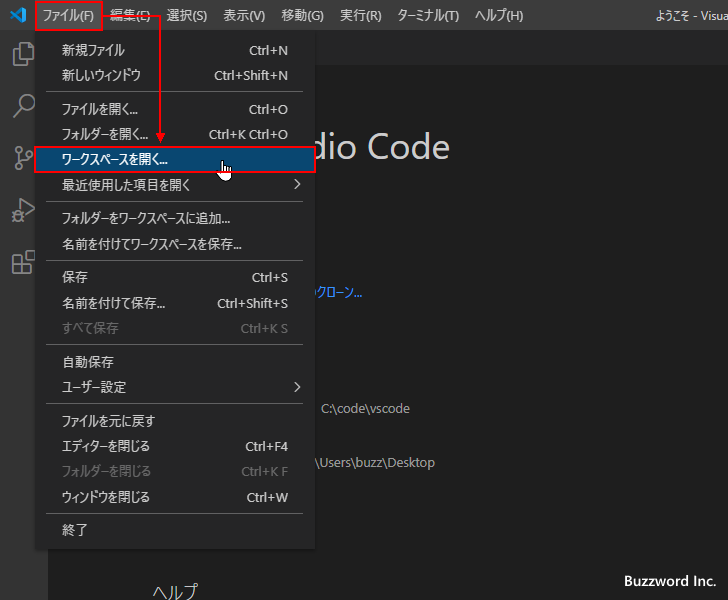 ファイル(F) 編集(E) 選択(S) 表示(V) 移動(G) 実行(R) ターミナル(T) ヘルプ(H) ようこそ - Visua
新規ファイル Ctrl+N
新しいウィンドウ Ctrl+Shift+N
ファイルを開く... Ctrl+O
フォルダーを開く... Ctrl+K Ctrl+O
ワークスペースを開く...
最近使用した項目を開く
フォルダーをワークスペースに追加...
名前を付けてワークスペースを保存...
保存 Ctrl+S
名前を付けて保存... Ctrl+Shift+S
すべて保存 Ctrl+K S
自動保存
ユーザー設定
ファイルを元に戻す
エディターを閉じる Ctrl+F4
フォルダーを閉じる Ctrl+K F
ウィンドウを閉じる Ctrl+W
終了
dio Code
クローン...
C:\code\vscode
\Users\buzz\Desktop
ヘルプ
Buzzword Inc.